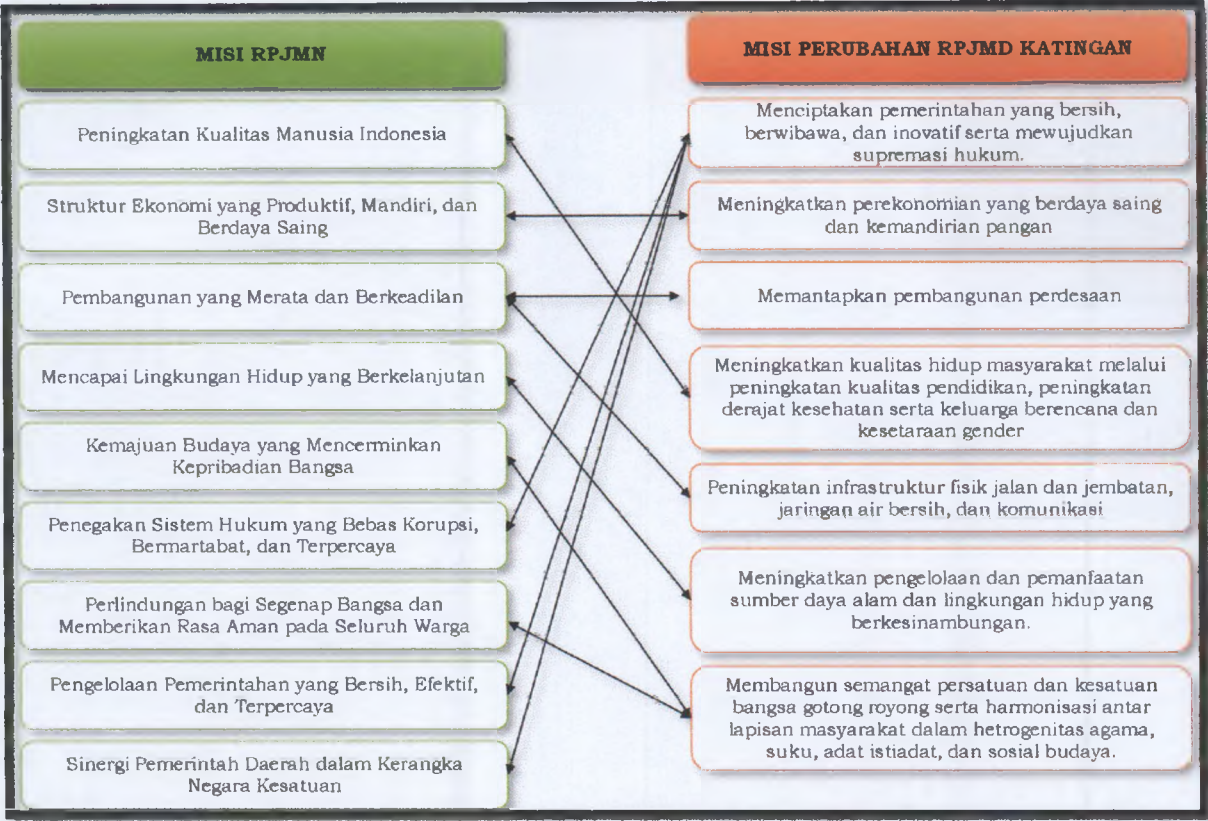 MISI RPJMN
Peningkatan Kualitas Manusia Indonesia
Struktur Ekonomi yang Produktif, Mandiri, dan
Berdaya Saing
Pembangunan yang Merata dan Berkeadilan
Mencapai Lingkungan Hidup yang Berkelanjutan
Kemajuan Budaya yang Mencerminkan
Kepribadian Bangsa
Penegakan Sistem Hukum yang Bebas Korupsi,
Bermartabat, dan Terpercaya
Perlindungan bagi Segenap Bangsa dan
Memberikan Rasa Aman pada Seluruh Warga
Pengelolaan Pemerintahan yang Bersih, Efektif,
dan Terpercaya
Sinergi Pemerintah Daerah dalam Kerangka
Negara Kesatuan
MISI PERUBAHAN RPJMD KATINGAN
Menciptakan pemerintahan yang bersih,
berwibawa, dan inovatif serta mewujudkan
supremasi hukum.
Meningkatkan perekonomian yang berdaya saing
dan kemandirian pangan
Memantapkan pembangunan perdesaan
Meningkatkan kualitas hidup masyarakat melalui
peningkatan kualitas pendidikan, peningkatan
derajat kesehatan serta keluarga berencana dan
kesetaraan gender
Peningkatan infrastruktur fisik jalan dan jembatan,
jaringan air bersih, dan komunikasi
Meningkatkan pengelolaan dan pemanfaatan
sumber daya alam dan lingkungan hidup yang
berkesinambungan.
Membangun semangat persatuan dan kesatuan
bangsa gotong royong serta harmonisasi antar
lapisan masyarakat dalam hetrogenitas agama,
suku, adat istiadat, dan sosial budaya.